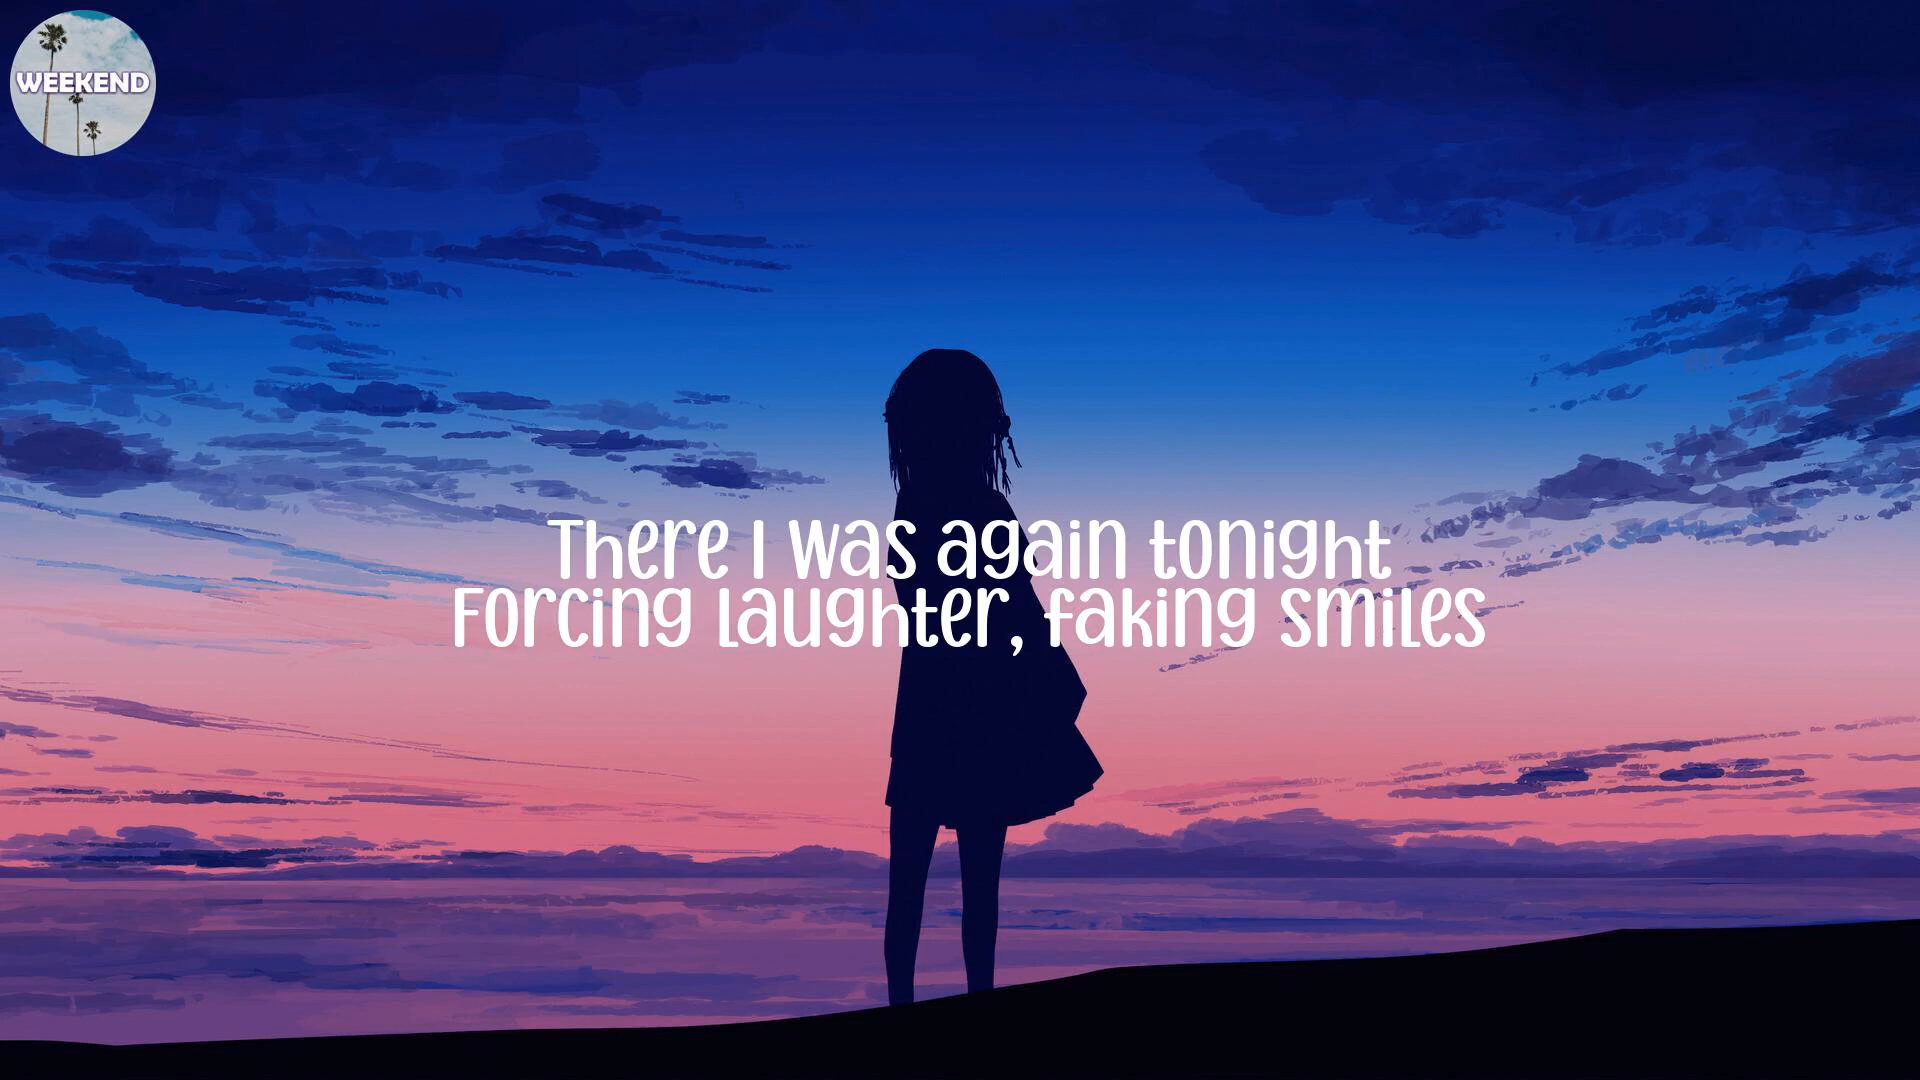 WEEKEND
There I was again tonight
Forcing laughter, faking smiles